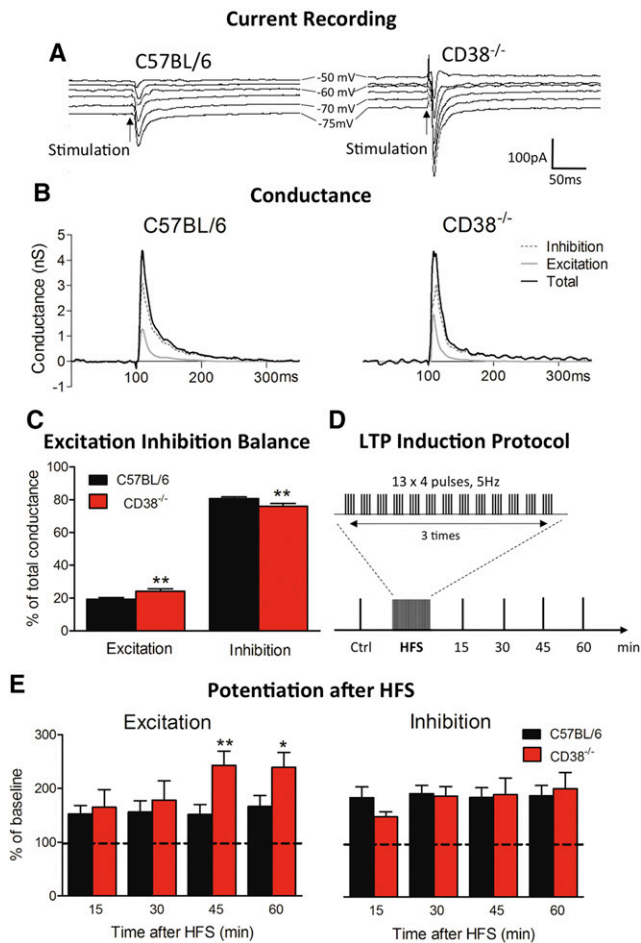 Current Recording
A
C57BL/6
CD38-/-
-50 mV
-60 mV
-70 mV
-75mV
Stimulation
Stimulation
100pA
50ms
B
Conductance
C57BL/6
CD38-/-
Inhibition
Excitation
Total
Conductance (nS)
5
4
3
2
1
0
-1
100
200
300ms
100
200
300ms
C
Excitation Inhibition Balance
C57BL/6
CD38-/-
% of total conductance
100
80
60
40
20
0
**
**
Excitation
Inhibition
D
LTP Induction Protocol
13 x 4 pulses, 5Hz
3 times
Ctrl
HFS
15
30
45
60
min
E
Potentiation after HFS
Excitation
Inhibition
C57BL/6
CD38-/-
% of baseline
300
200
100
0
**
*
15
30
45
60
Time after HFS (min)
15
30
45
60
Time after HFS (min)